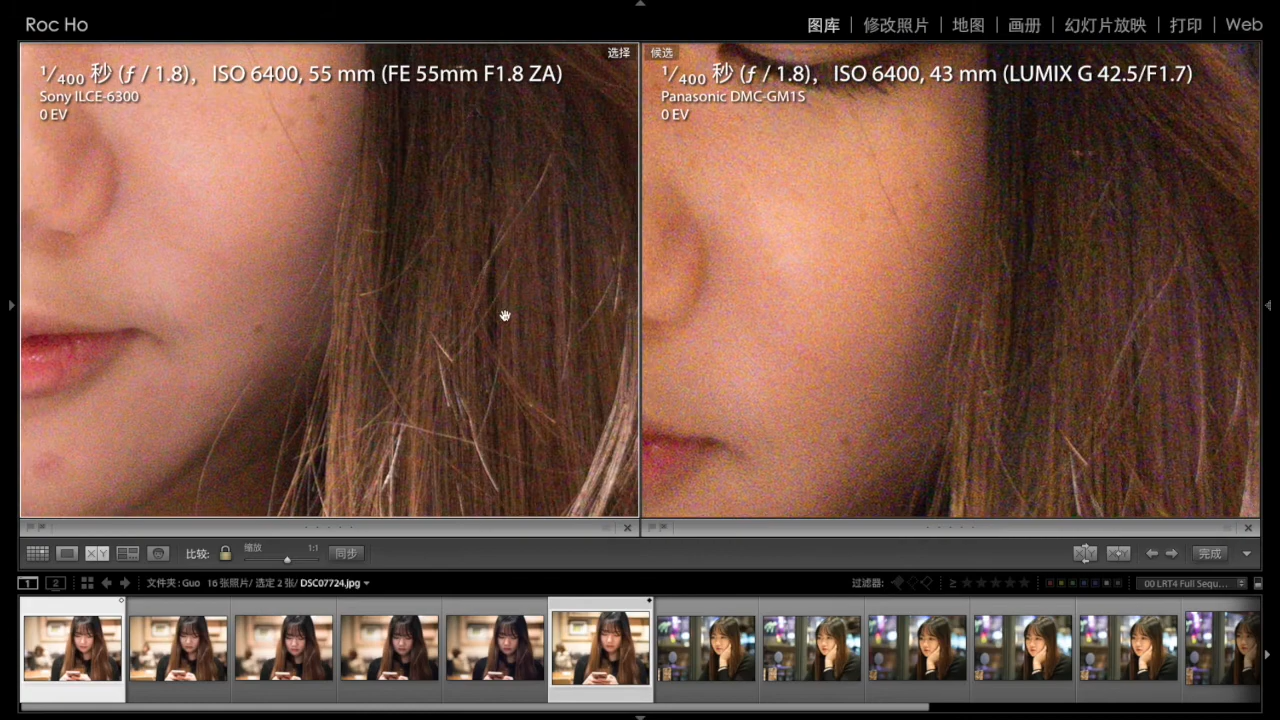 Roc Ho
图库 | 修改照片 | 地图 | 画册 | 幻灯片放映 | 打印 | Web
选择
1/400 秒 (ƒ / 1.8)， ISO 6400, 55 mm (FE 55mm F1.8 ZA)
Sony ILCE-6300
0 EV
候选
1/400 秒 (ƒ / 1.8)， ISO 6400, 43 mm (LUMIX G 42.5/F1.7)
Panasonic DMC-GM1S
0 EV
X Y 比较: 缩放 1:1 同步
完成
1 2 文件夹: Guo 16 张照片/ 选定 2 张/ DSC07724.jpg
过滤器: ≥ 00 LRT4 Full Sequ...